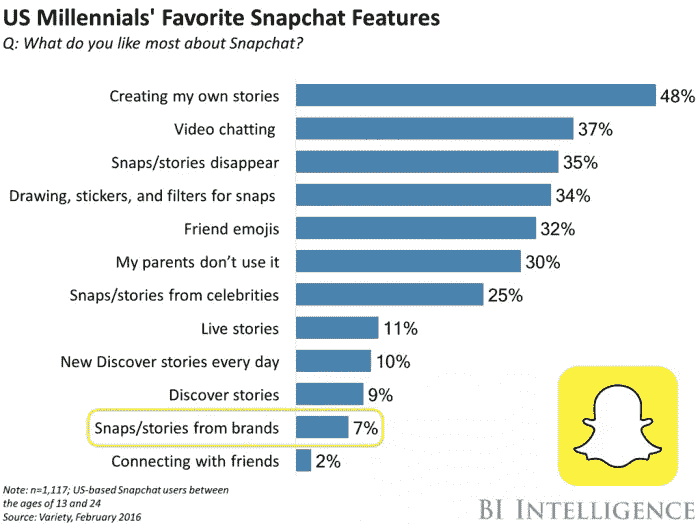 US Millennials' Favorite Snapchat Features
Q: What do you like most about Snapchat?
Creating my own stories 48%
Video chatting 37%
Snaps/stories disappear 35%
Drawing, stickers, and filters for snaps 34%
Friend emojis 32%
My parents don't use it 30%
Snaps/stories from celebrities 25%
Live stories 11%
New Discover stories every day 10%
Discover stories 9%
Snaps/stories from brands 7%
Connecting with friends 2%
Note: n=1,117; US-based Snapchat users between
the ages of 13 and 24
Source: Variety, February 2016
BI INTELLIGENCE